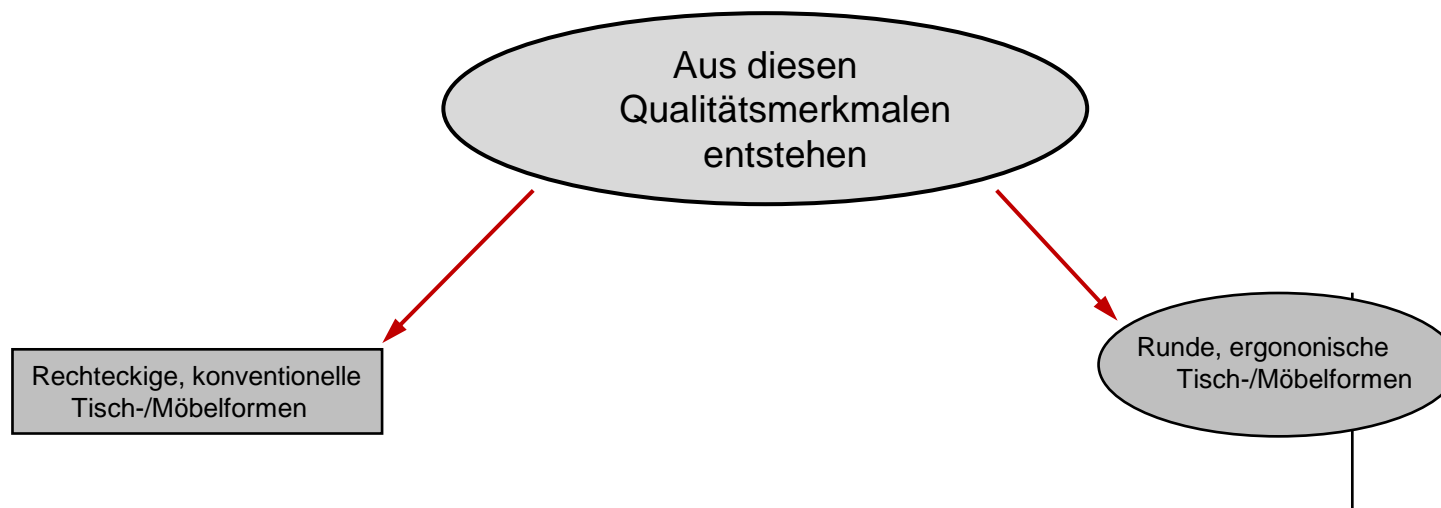 Aus diesen
Qualitätsmerkmalen
entstehen
Rechteckige, konventionelle
Tisch-/Möbelformen
Runde, ergononische
Tisch-/Möbelformen